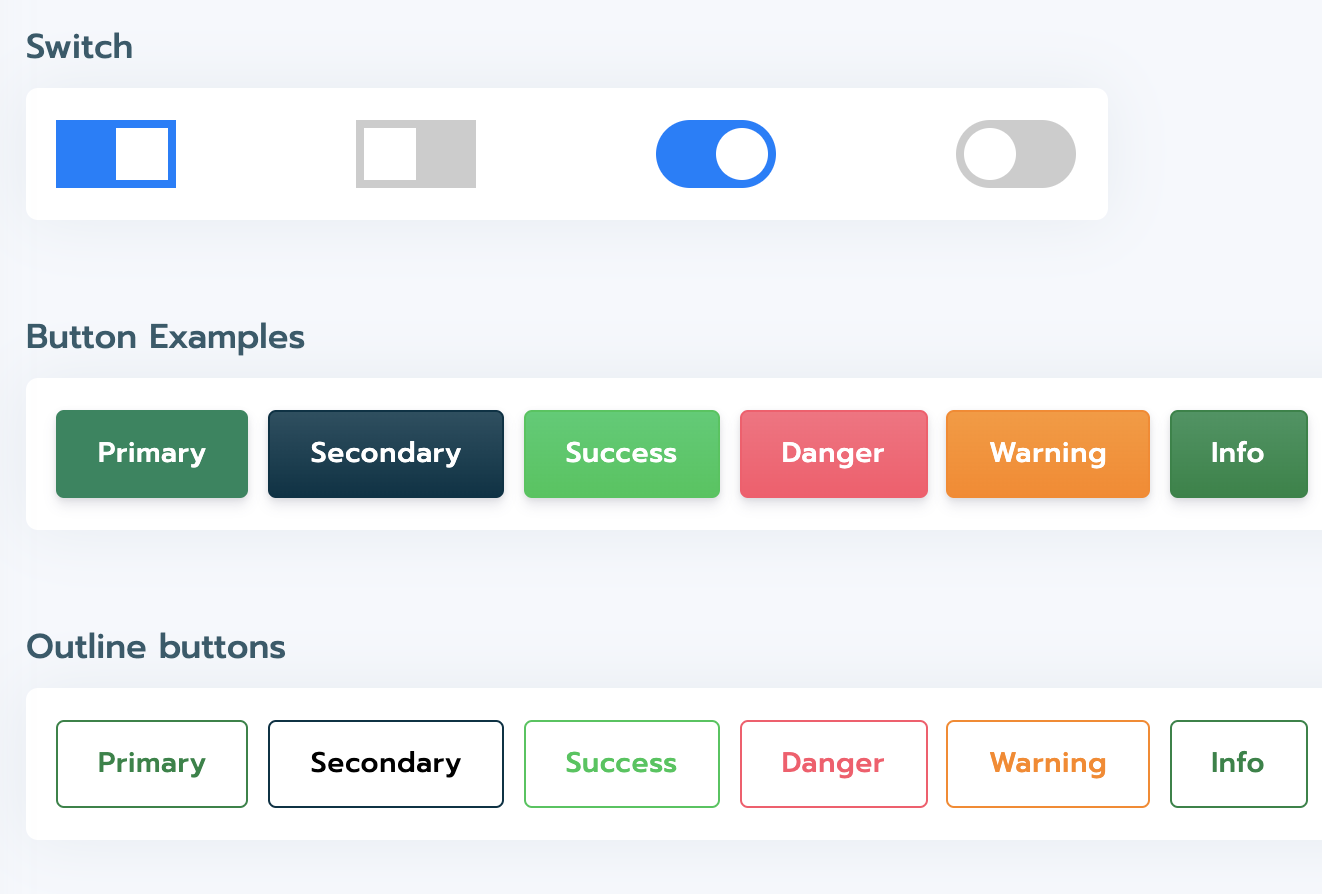 Switch
Button Examples
Primary Secondary Success Danger Warning Info
Outline buttons
Primary Secondary Success Danger Warning Info